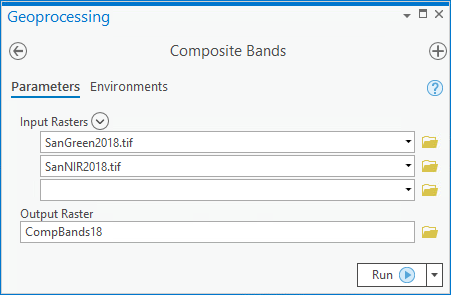 Geoprocessing
Composite Bands
Parameters Environments
Input Rasters
SanGreen2018.tif
SanNIR2018.tif
Output Raster
CompBands18
Run